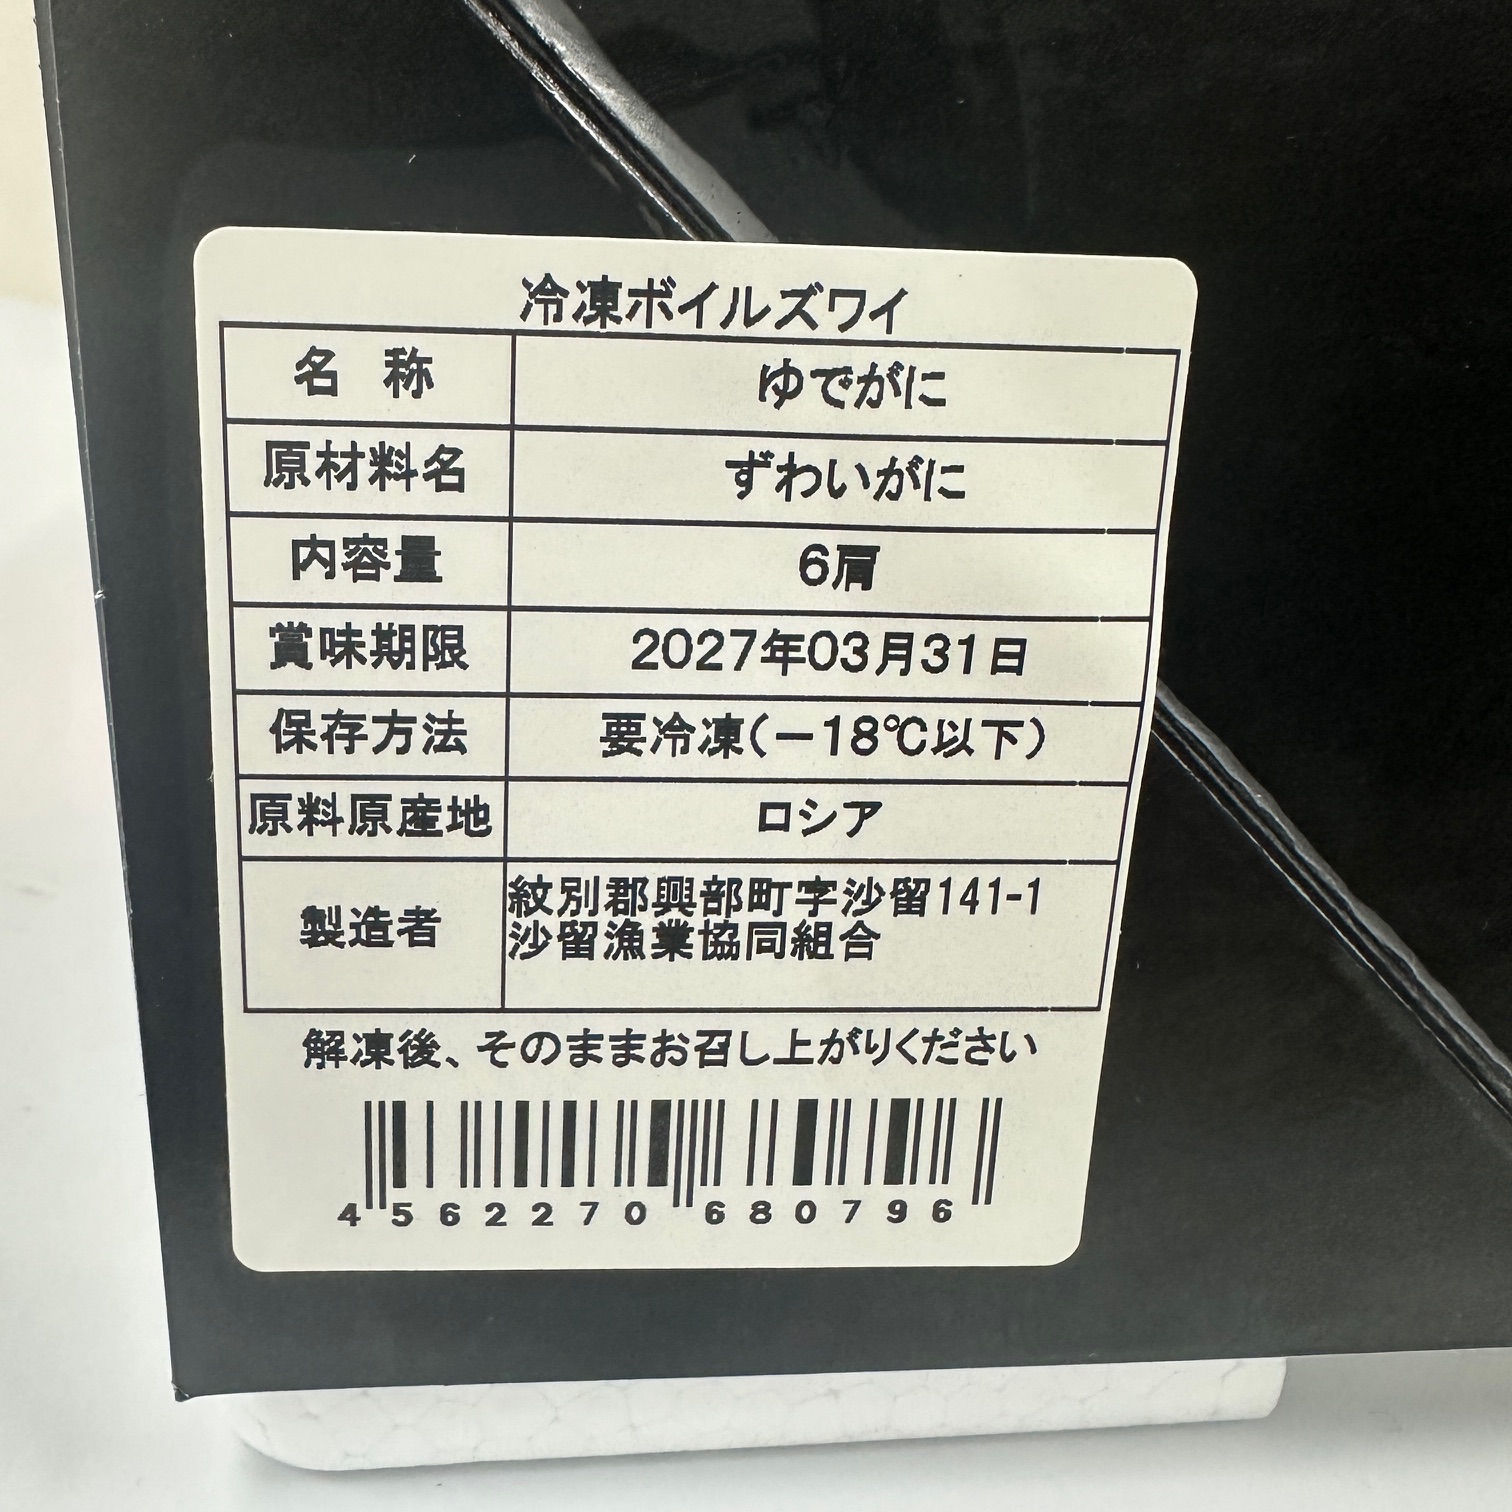 冷凍ボイルズワイ
名 称 ゆでがに
原材料名 ずわいがに
内容量 6肩
賞味期限 2027年03月31日
保存方法 要冷凍(－18℃以下)
原料原産地 ロシア
製造者 紋別郡興部町字沙留141-1
沙留漁業協同組合
解凍後、そのままお召し上がりください
4562270680796